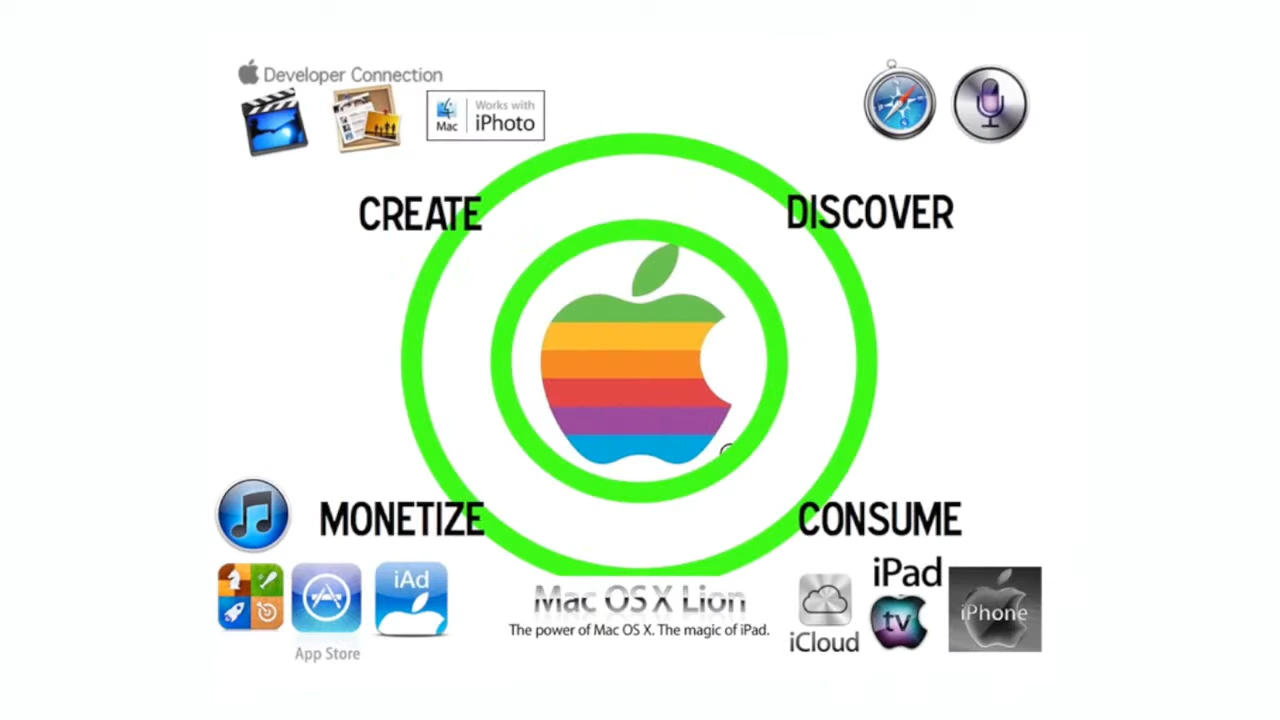 Developer Connection
Mac
Works with
iPhoto
CREATE
DISCOVER
MONETIZE
CONSUME
iAd
App Store
Mac OS X Lion
The power of Mac OS X. The magic of iPad.
iCloud
iPad
tv
iPhone